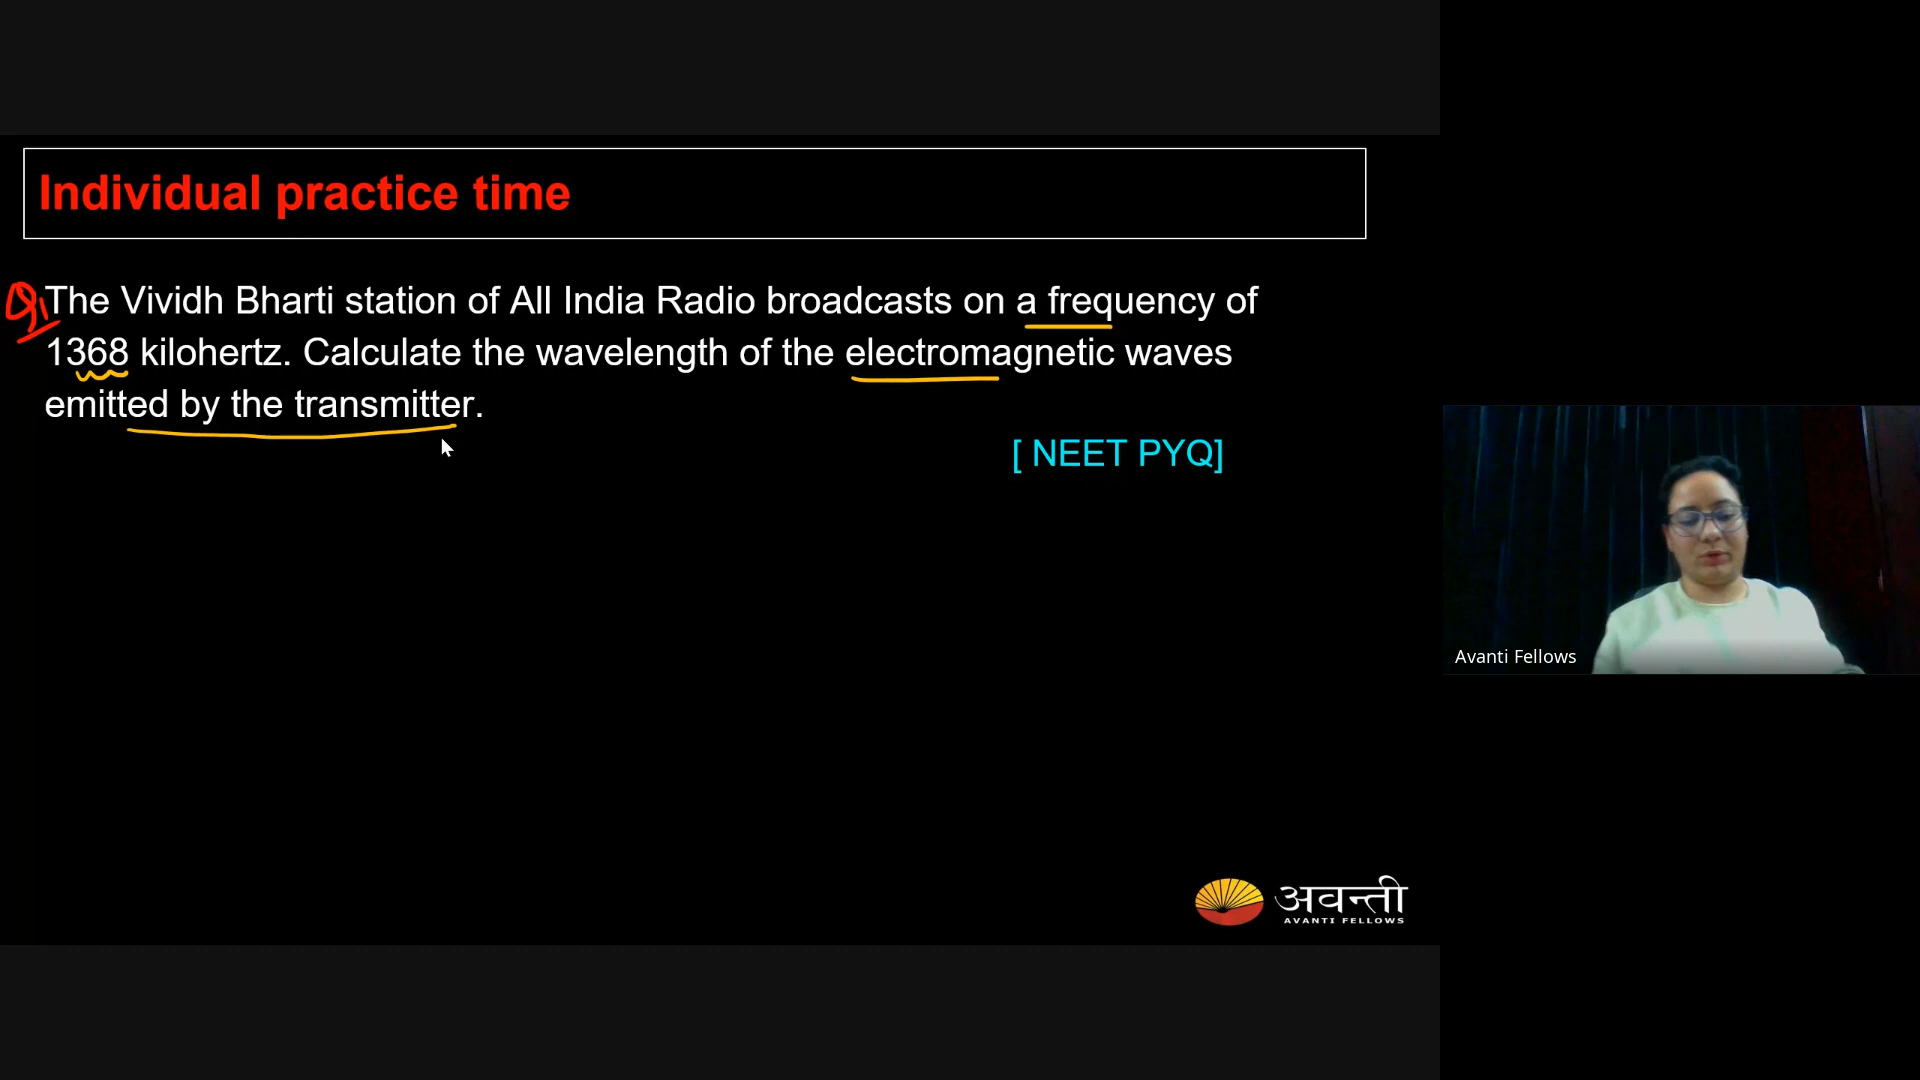 Individual practice time
Q1
The Vividh Bharti station of All India Radio broadcasts on a frequency of
1368 kilohertz. Calculate the wavelength of the electromagnetic waves
emitted by the transmitter.
[ NEET PYQ]
Avanti Fellows
अवन्ती
AVANTI FELLOWS